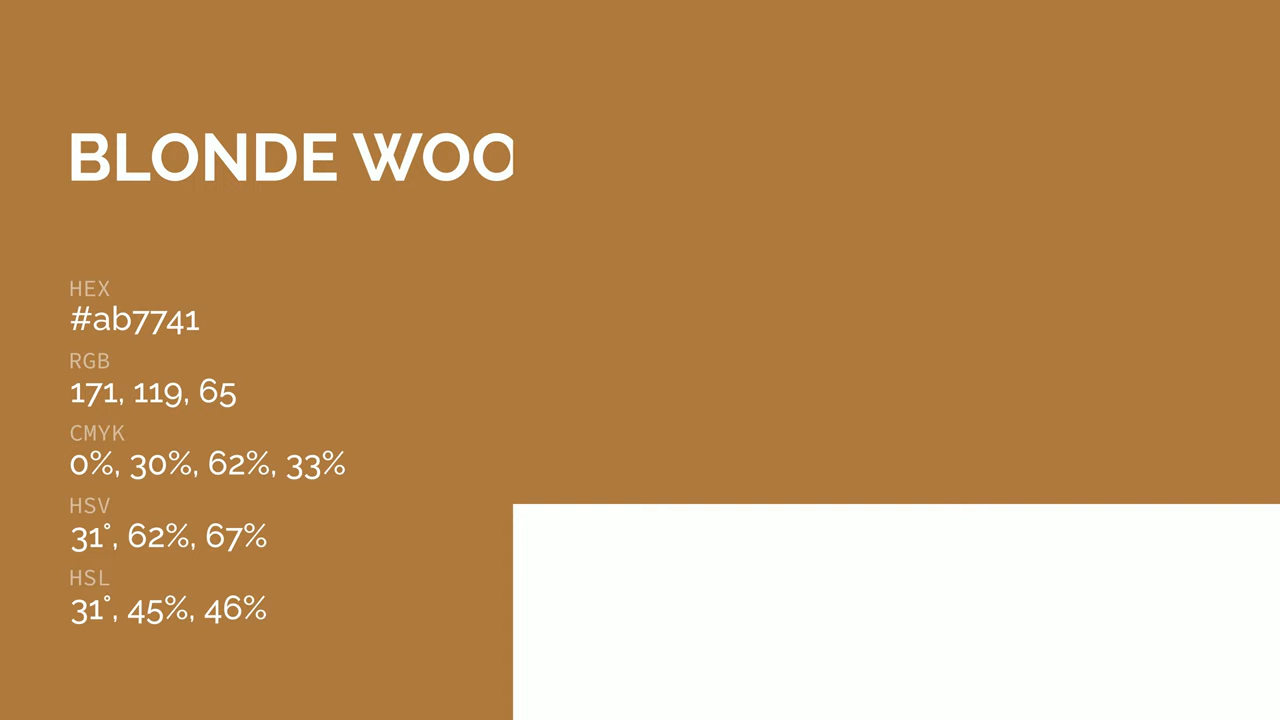 BLONDE WOO
HEX
#ab7741
RGB
171, 119, 65
CMYK
0%, 30%, 62%, 33%
HSV
31°, 62%, 67%
HSL
31°, 45%, 46%